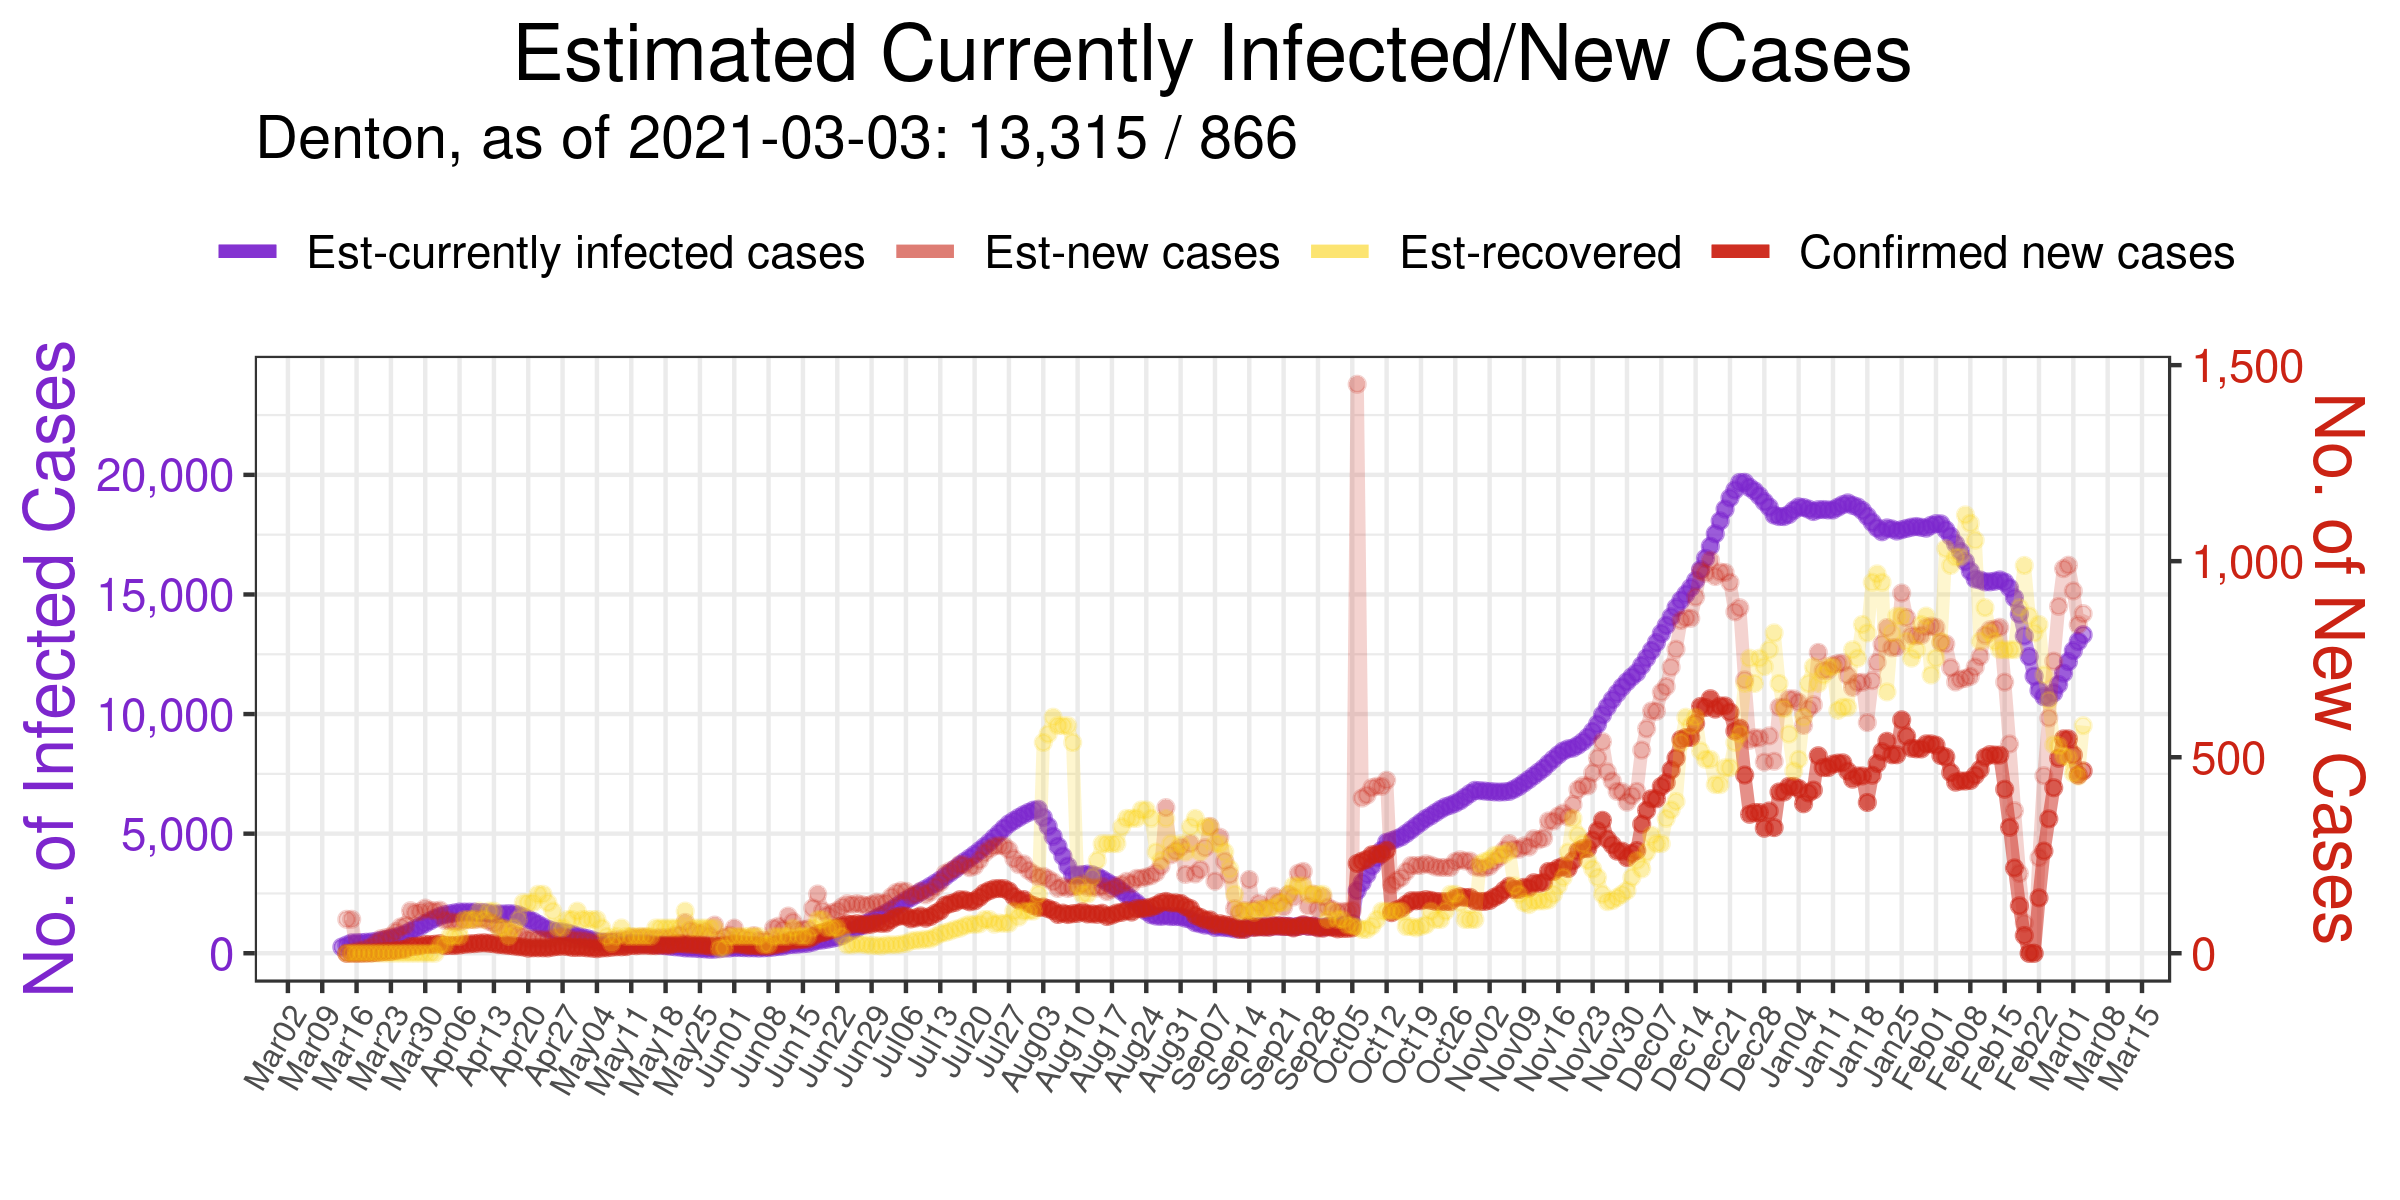 Estimated Currently Infected/New Cases
Denton, as of 2021-03-03: 13,315 / 866
Est-currently infected cases Est-new cases Est-recovered Confirmed new cases
No. of Infected Cases
20,000
15,000
10,000
5,000
0
1,500
1,000
500
0
No. of New Cases
Mar02 Mar09 Mar16 Mar23 Mar30 Apr06 Apr13 Apr20 Apr27 May04 May11 May18 May25 Jun01 Jun08 Jun15 Jun22 Jun29 Jul06 Jul13 Jul20 Jul27 Aug03 Aug10 Aug17 Aug24 Aug31 Sep07 Sep14 Sep21 Sep28 Oct05 Oct12 Oct19 Oct26 Nov02 Nov09 Nov16 Nov23 Nov30 Dec07 Dec14 Dec21 Dec28 Jan04 Jan11 Jan18 Jan25 Feb01 Feb08 Feb15 Feb22 Mar01 Mar08 Mar15